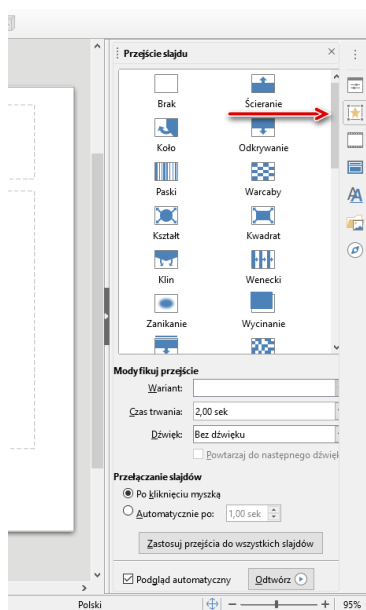 Przejście slajdu
Brak Ścieranie
Koło Odkrywanie
Paski Warcaby
Kształt Kwadrat
Klin Wenecki
Zanikanie Wycinanie
Modyfikuj przejście
Wariant:
Czas trwania: 2,00 sek
Dźwięk: Bez dźwięku
Powtarzaj do następnego dźwięk
Przełączanie slajdów
Po kliknięciu myszką
Automatycznie po: 1,00 sek
Zastosuj przejścia do wszystkich slajdów
Podgląd automatyczny Odtwórz
Polski 95%